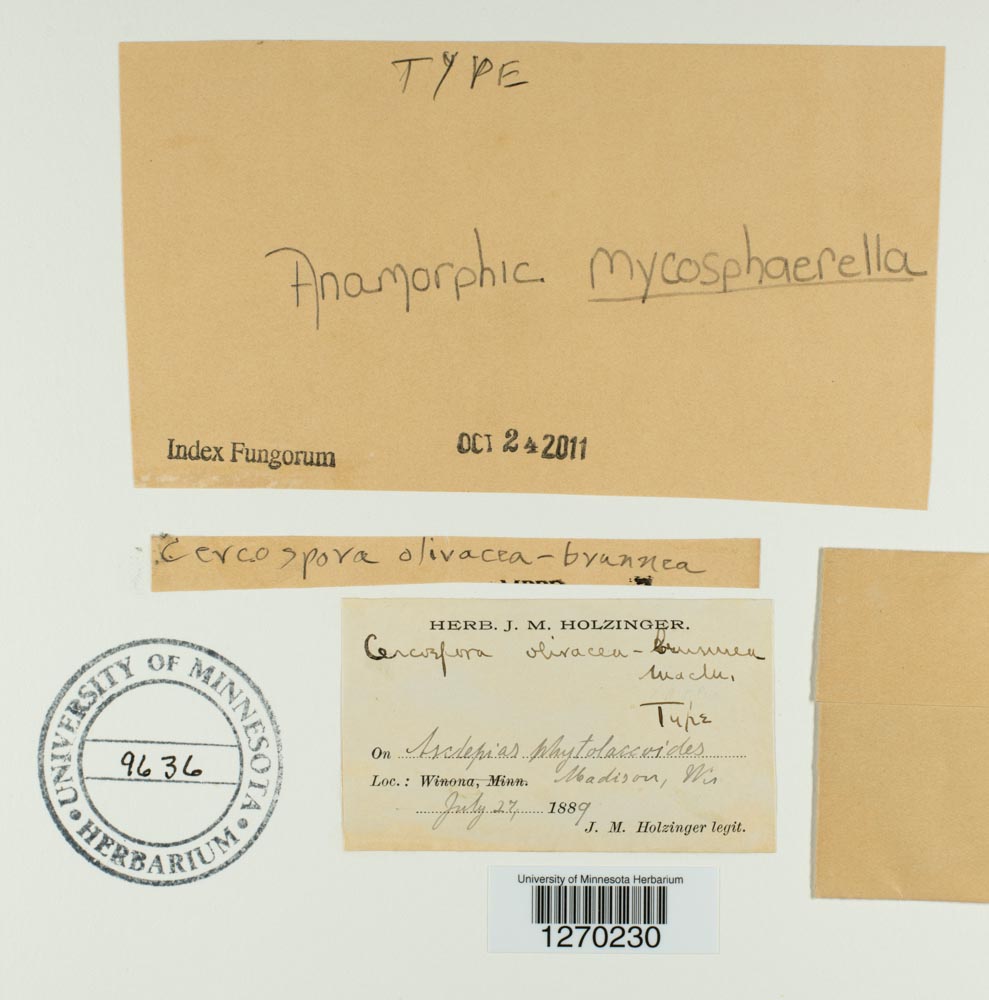 TYPE
Anamorphic Mycosphaerella
Index Fungorum OCT 24 2011
Cercospora olivacea-brunnea
HERB. J. M. HOLZINGER.
Cercospora olivacea-brunnea
Type
On Asclepias phytolaccoides
Loc.: Winona, Minn. Madison, Wis
July 27, 1889
J. M. Holzinger legit.
UNIVERSITY OF MINNESOTA
9636
HERBARIUM
University of Minnesota Herbarium
1270230